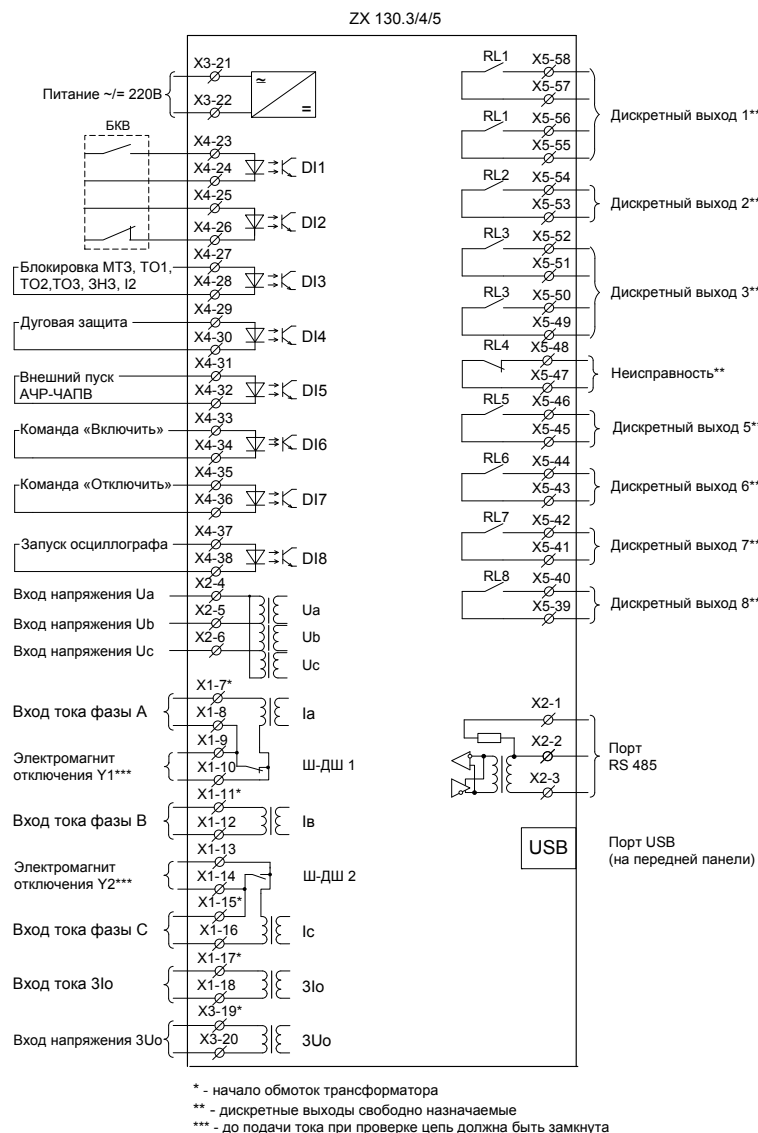 ZX 130.3/4/5
Питание ~/= 220В
X3-21
X3-22
≃
=
БКВ
X4-23
X4-24
DI1
X4-25
X4-26
DI2
Блокировка МТЗ, ТО1,
ТО2,ТО3, ЗНЗ, I2
X4-27
X4-28
DI3
Дуговая защита
X4-29
X4-30
DI4
Внешний пуск
АЧР-ЧАПВ
X4-31
X4-32
DI5
Команда «Включить»
X4-33
X4-34
DI6
Команда «Отключить»
X4-35
X4-36
DI7
Запуск осциллографа
X4-37
X4-38
DI8
Вход напряжения Ua
X2-4
Ua
Вход напряжения Ub
X2-5
Ub
Вход напряжения Uc
X2-6
Uc
Вход тока фазы А
X1-7*
X1-8
Ia
Электромагнит
отключения Y1***
X1-9
X1-10
Ш-ДШ 1
Вход тока фазы В
X1-11*
X1-12
Iв
Электромагнит
отключения Y2***
X1-13
X1-14
Ш-ДШ 2
Вход тока фазы С
X1-15*
X1-16
Ic
Вход тока 3Io
X1-17*
X1-18
3Io
Вход напряжения 3Uo
X3-19*
X3-20
3Uo
RL1
X5-58
X5-57
RL1
X5-56
X5-55
Дискретный выход 1**
RL2
X5-54
X5-53
Дискретный выход 2**
RL3
X5-52
X5-51
RL3
X5-50
X5-49
Дискретный выход 3**
RL4
X5-48
X5-47
Неисправность**
RL5
X5-46
X5-45
Дискретный выход 5**
RL6
X5-44
X5-43
Дискретный выход 6**
RL7
X5-42
X5-41
Дискретный выход 7**
RL8
X5-40
X5-39
Дискретный выход 8**
X2-1
X2-2
X2-3
Порт
RS 485
USB
Порт USB
(на передней панели)
* - начало обмоток трансформатора
** - дискретные выходы свободно назначаемые
*** - до подачи тока при проверке цепь должна быть замкнута